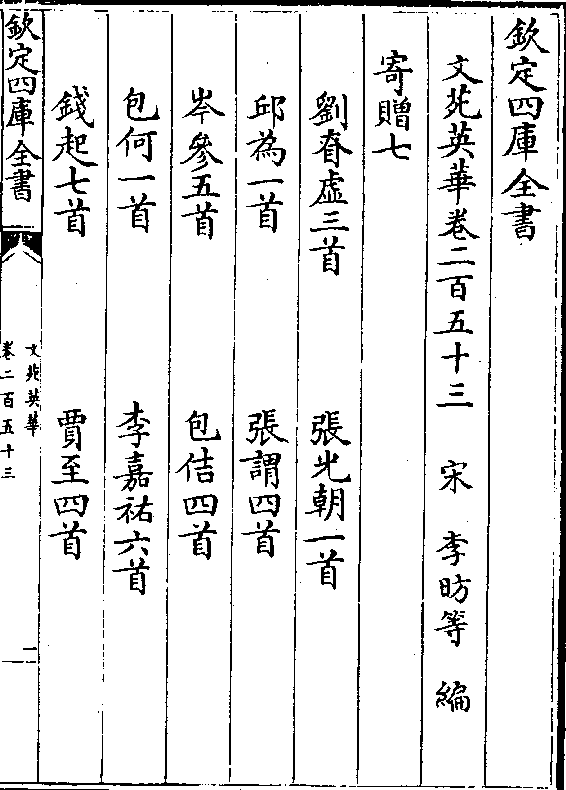 欽定四庫全書
文苑英華卷二百五十三 宋 李昉等 編
寄贈七
劉眘虛三首 張光朝一首
邱為一首 張謂四首
岑參五首 包佶四首
包何一首 李嘉祐六首
錢起七首 賈至四首
欽定四庫全書
文苑英華
卷二百五十三
一